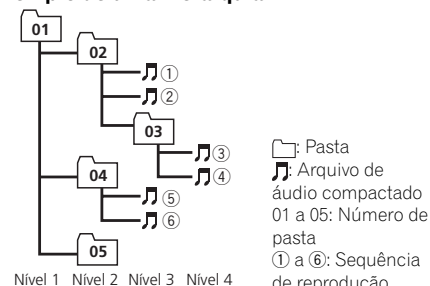 01
02
①
②
03
③
④
04
⑤
⑥
05
Nível 1 Nível 2 Nível 3 Nível 4
: Pasta
: Arquivo de
áudio compactado
01 a 05: Número de
pasta
① a ⑥: Sequência
de reprodução